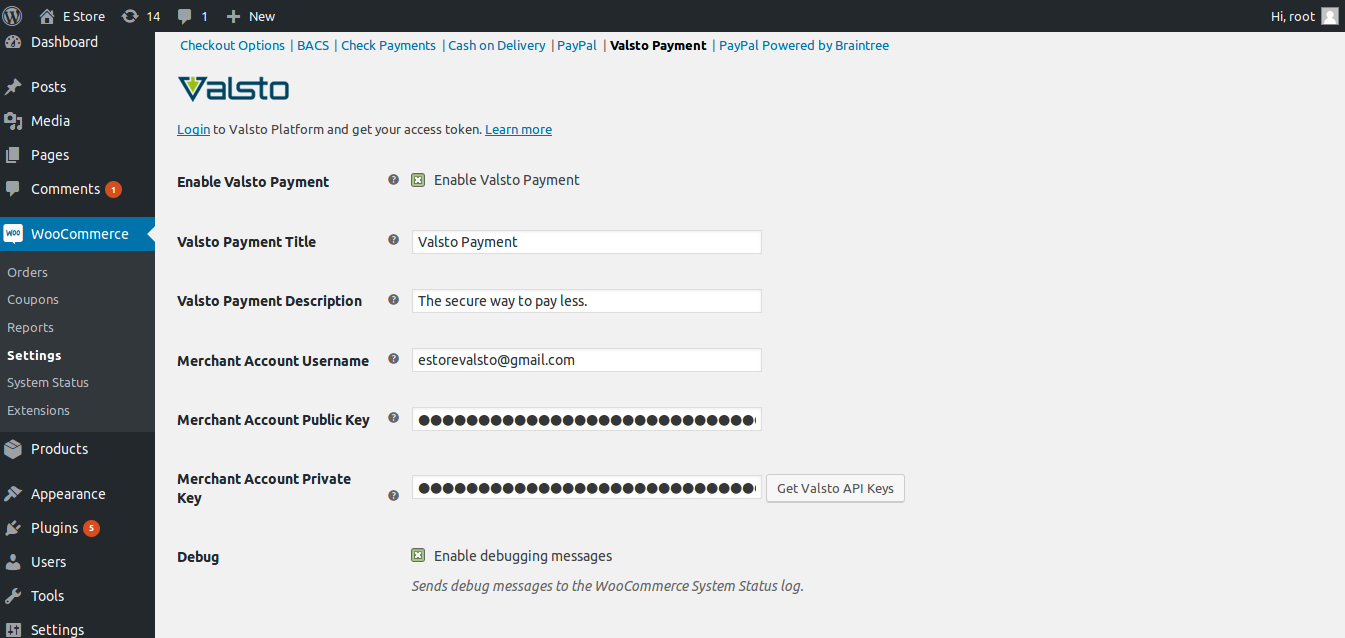 E Store 14 1 New Hi, root
Dashboard
Posts
Media
Pages
Comments 1
WooCommerce
Orders
Coupons
Reports
Settings
System Status
Extensions
Products
Appearance
Plugins 5
Users
Tools
Settings
Checkout Options | BACS | Check Payments | Cash on Delivery | PayPal | Valsto Payment | PayPal Powered by Braintree
Valsto
Login to Valsto Platform and get your access token. Learn more
Enable Valsto Payment ? Enable Valsto Payment
Valsto Payment Title ? Valsto Payment
Valsto Payment Description ? The secure way to pay less.
Merchant Account Username ? estorevalsto@gmail.com
Merchant Account Public Key ? ●●●●●●●●●●●●●●●●●●●●●●●●●●●●
Merchant Account Private
Key ? ●●●●●●●●●●●●●●●●●●●●●●●●●●●● Get Valsto API Keys
Debug Enable debugging messages
Sends debug messages to the WooCommerce System Status log.